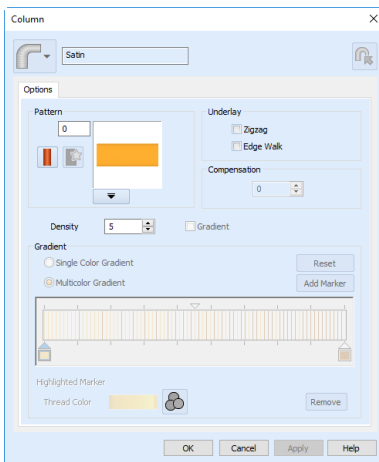 Column
Satin
Options
Pattern
0
Underlay
Zigzag
Edge Walk
Compensation
0
Density 5 Gradient
Gradient
Single Color Gradient Reset
Multicolor Gradient Add Marker
Highlighted Marker
Thread Color Remove
OK Cancel Apply Help